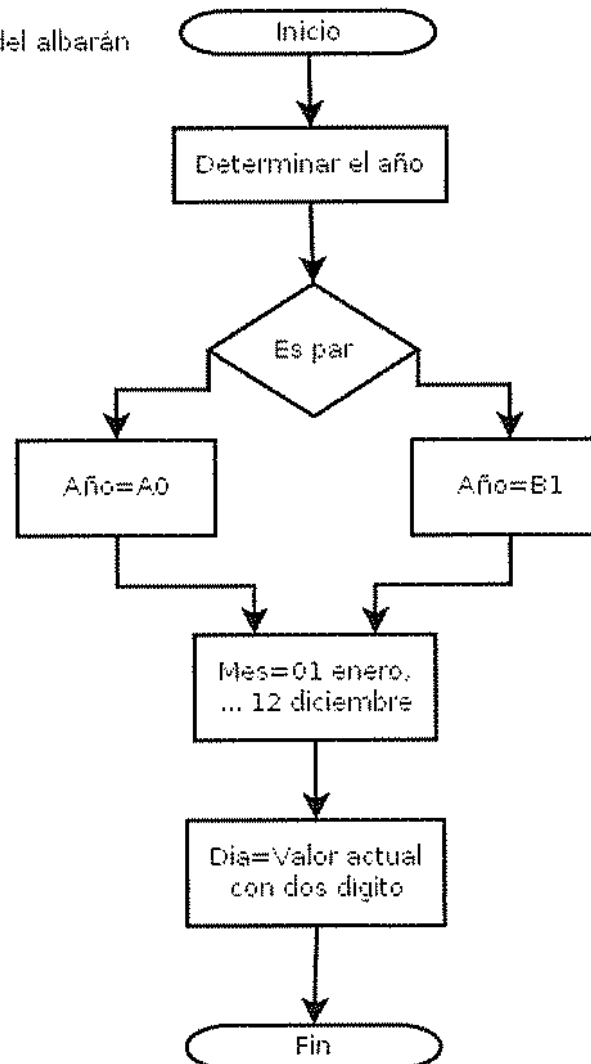 del albarán
Inicio
Determinar el año
Es par
Año=A0
Año=B1
Mes=01 enero,
... 12 diciembre
Dia=Valor actual
con dos digito
Fin